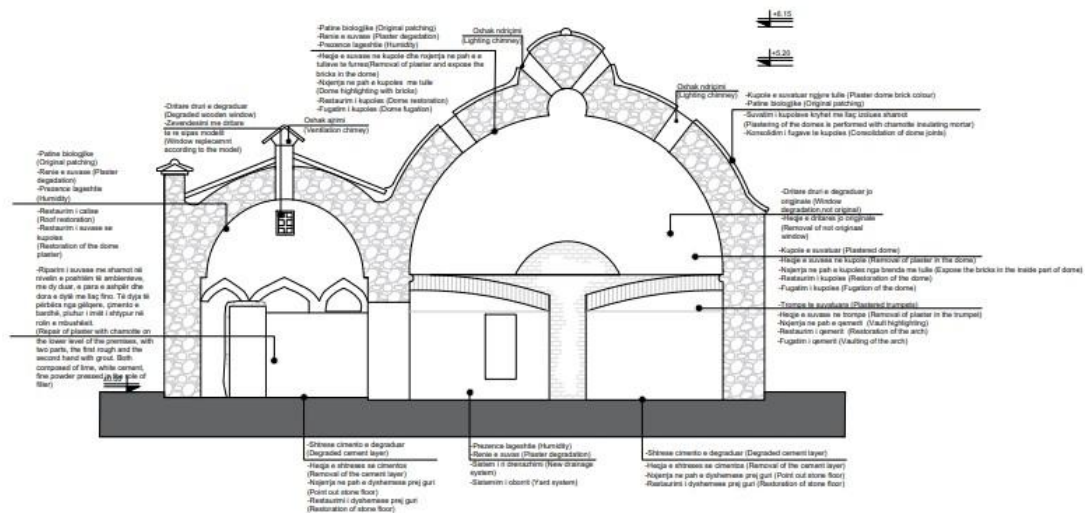 +6.15
+5.20
-Patine biologjike (Original patching)
-Renie e suvase (Plaster degradation)
-Prezence lageshtie (Humidity)
-Heqje e suvase ne kupole dhe nxjerrja ne pah e e
tullave te furres(Removal of plaster and expose the
bricks in the dome)
-Nxjerrja ne pah e kupoles me tulle
(Dome highlighting with bricks)
-Restaurim i kupoles (Dome restoration)
-Fugatim i kupoles (Dome fugation)
Oshak ndriçimi
(Lighting chimney)
Oshak ndriçimi
(Lighting chimney)
-Kupole e suvatuar ngjyre tulle (Plaster dome brick colour)
-Patine biologjike (Original patching)
-Suvatim i kupolave kryhet me llaç izolues shamot
(Plastering of the domes is performed with chamotte insulating mortar)
-Konsolidim i fugave te kupoles (Consolidation of dome joints)
-Dritare druri e degraduar
(Degraded wooden window)
-Zevendesimi me dritare
te re sipas modelit
(Window replecemnt
according to the model)
Oshak ajrimi
(Ventilation chimey)
-Patine biologjike
(Original patching)
-Renie e suvase (Plaster
degradation)
-Prezence lageshtie
(Humidity)
-Restaurim i catise
(Roof restoration)
-Restaurim i suvase se
kupoles
(Restoration of the dome
plaster)
-Riparim i suvase me shamot në
nivelin e poshtëm të ambienteve,
me dy duar, e para e ashpër dhe
dora e dytë me llaç fino. Të dyja të
përbëra nga gëlqere, çimento e
bardhë, pluhur i imët i shtypur në
rolin e mbushësit.
(Repair of plaster with chamotte on
the lower level of the premises, with
two parts, the first rough and the
second hand with grout. Both
composed of lime, white cement,
fine powder pressed in the role of
filler)
±0.00
-Dritare druri e degraduar jo
origjinale (Window
degradation,not original)
-Heqje e dritares jo origjinale
(Removal of not originaal
window)
-Kupole e suvatuar (Plastered dome)
-Heqje e suvase ne kupole (Removal of plaster in the dome)
-Nxjerrja ne pah e kupoles nga brenda me tulle (Expose the bricks in the inside part of dome)
-Restaurim i kupoles (Restoration of the dome)
-Fugatim i kupoles (Fugation of the dome)
-Trompe te suvatuara (Plastered trumpets)
-Heqje e suvase ne trompe (Removal of plaster in the trumpet)
-Nxjerrja ne pah e qemerit (Vault highlighting)
-Restaurim i qemerit (Restoration of the arch)
-Fugatim i qemerit (Vaulting of the arch)
-Shtrese cimento e degraduar
(Degraded cement layer)
-Heqja e shtreses se cimentos
(Removal of the cement layer)
-Nxjerrja ne pah e dyshemese prej guri
(Point out stone floor)
-Restaurimi i dyshemese prej guri
(Restoration of stone floor)
-Prezence lageshtie (Humidity)
-Renie e suvas (Plaster degradation)
-Sistem i ri drenazhimi (New drainage
system)
-Sistemim i oborrit (Yard system)
-Shtrese cimento e degraduar (Degraded cement layer)
-Heqja e shtreses se cimentos (Removal of the cement layer)
-Nxjerrja ne pah e dyshemese prej guri (Point out stone floor)
-Restaurimi i dyshemese prej guri (Restoration of stone floor)